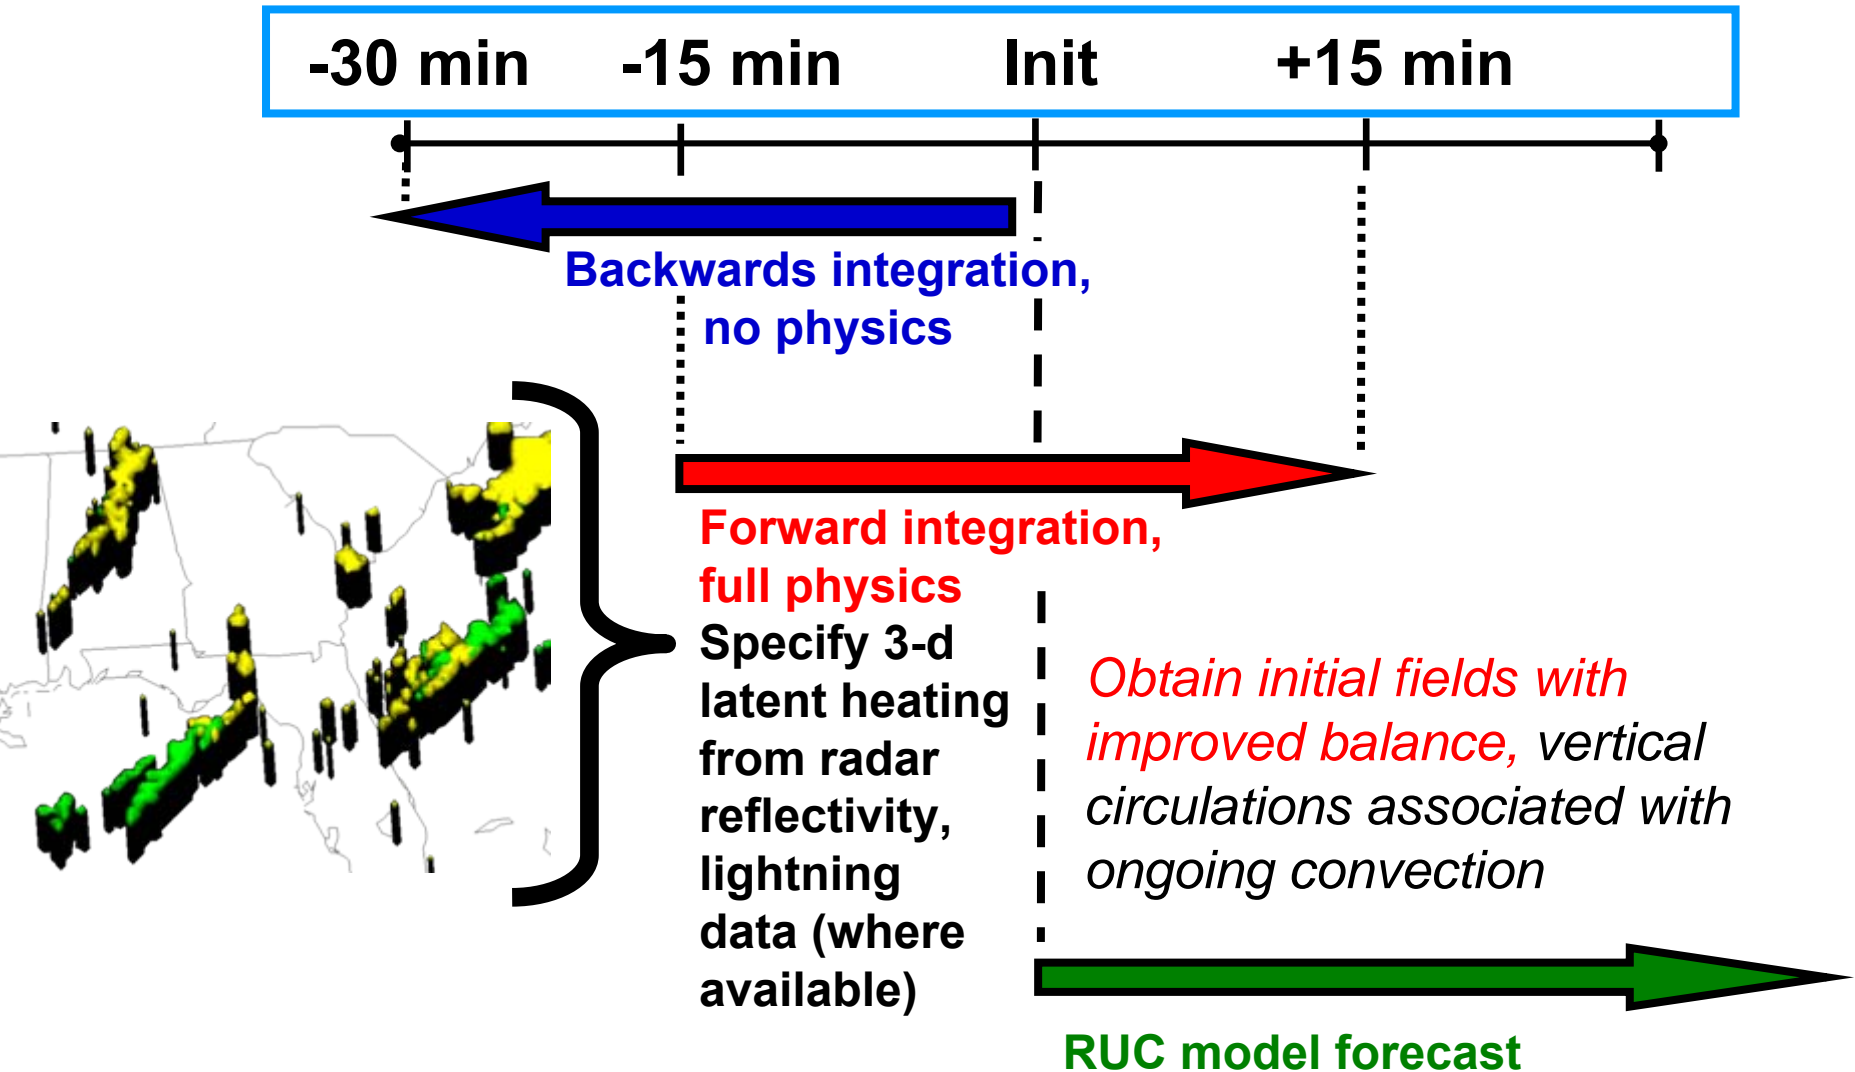 -30 min -15 min Init +15 min
Backwards integration,
no physics
Forward integration,
full physics
Specify 3-d
latent heating
from radar
reflectivity,
lightning
data (where
available)
Obtain initial fields with
improved balance, vertical
circulations associated with
ongoing convection
RUC model forecast